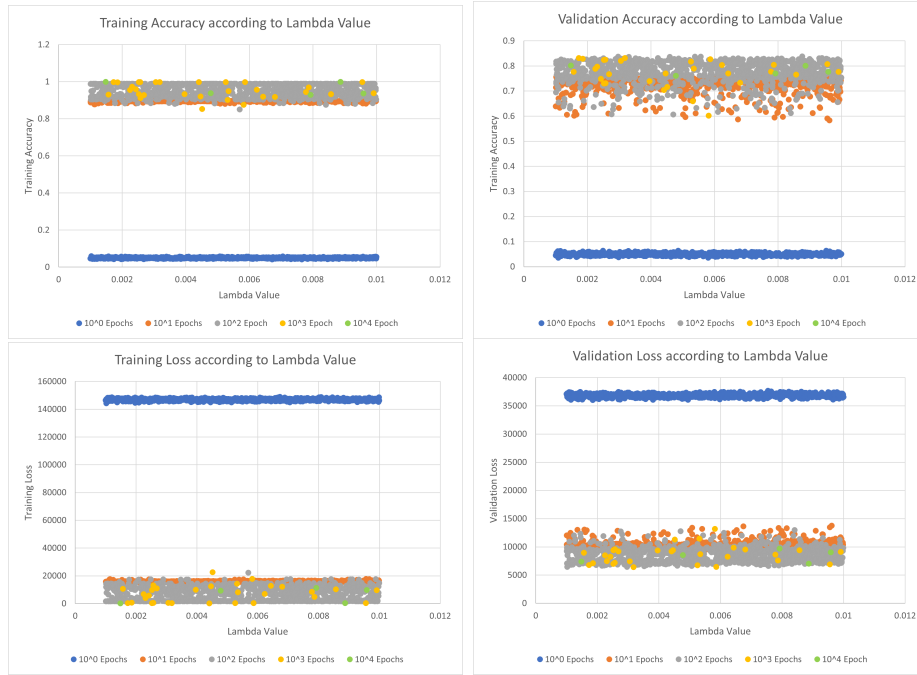 Training Accuracy according to Lambda Value
1.2
1
0.8
0.6
0.4
0.2
0
Training Accuracy
0
0.002
0.004
0.006
0.008
0.01
0.012
Lambda Value
10^0 Epochs
10^1 Epochs
10^2 Epoch
10^3 Epoch
10^4 Epoch
Validation Accuracy according to Lambda Value
0.9
0.8
0.7
0.6
0.5
0.4
0.3
0.2
0.1
0
Training Accuracy
0
0.002
0.004
0.006
0.008
0.01
0.012
Lambda Value
10^0 Epochs
10^1 Epochs
10^2 Epoch
10^3 Epoch
10^4 Epoch
Training Loss according to Lambda Value
160000
140000
120000
100000
80000
60000
40000
20000
0
Training Loss
0
0.002
0.004
0.006
0.008
0.01
0.012
Lambda Value
10^0 Epochs
10^1 Epochs
10^2 Epochs
10^3 Epochs
10^4 Epochs
Validation Loss according to Lambda Value
40000
35000
30000
25000
20000
15000
10000
5000
0
Validation Loss
0
0.002
0.004
0.006
0.008
0.01
0.012
Lambda Value
10^0 Epochs
10^1 Epochs
10^2 Epochs
10^3 Epochs
10^4 Epoch